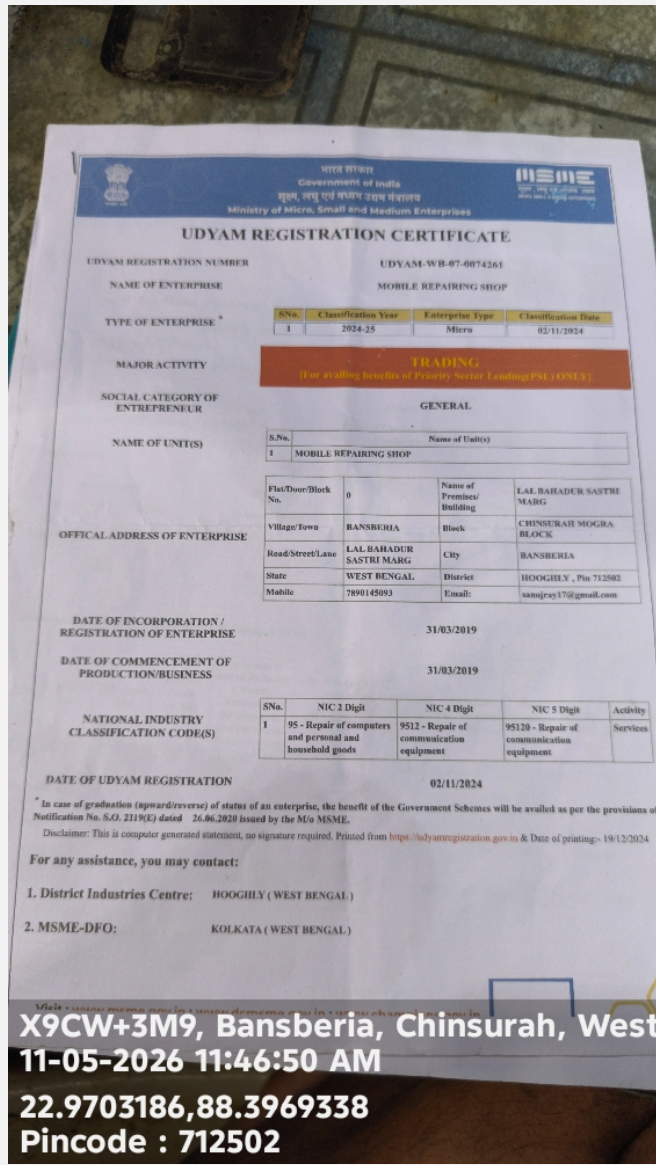 भारत सरकार
Government of India
सूक्ष्म, लघु एवं मध्यम उद्यम मंत्रालय
Ministry of Micro, Small and Medium Enterprises
MSME
UDYAM REGISTRATION CERTIFICATE
UDYAM REGISTRATION NUMBER UDYAM-WB-07-0074261
NAME OF ENTERPRISE MOBILE REPAIRING SHOP
TYPE OF ENTERPRISE *
SNo. Classification Year Enterprise Type Classification Date
1 2024-25 Micro 02/11/2024
MAJOR ACTIVITY TRADING
[For availing benefits of Priority Sector Lending(PSL) ONLY]
SOCIAL CATEGORY OF ENTREPRENEUR GENERAL
NAME OF UNIT(S)
S.No. Name of Unit(s)
1 MOBILE REPAIRING SHOP
OFFICAL ADDRESS OF ENTERPRISE
Flat/Door/Block No. 0 Name of Premises/ Building LAL BAHADUR SASTRI MARG
Village/Town BANSBERIA Block CHINSURAH MOGRA BLOCK
Road/Street/Lane LAL BAHADUR SASTRI MARG City BANSBERIA
State WEST BENGAL District HOOGHLY , Pin 712502
Mobile 7890145093 Email: sanujray17@gmail.com
DATE OF INCORPORATION / REGISTRATION OF ENTERPRISE 31/03/2019
DATE OF COMMENCEMENT OF PRODUCTION/BUSINESS 31/03/2019
NATIONAL INDUSTRY CLASSIFICATION CODE(S)
SNo. NIC 2 Digit NIC 4 Digit NIC 5 Digit Activity
1 95 - Repair of computers and personal and household goods 9512 - Repair of communication equipment 95120 - Repair of communication equipment Services
DATE OF UDYAM REGISTRATION 02/11/2024
* In case of graduation (upward/reverse) of status of an enterprise, the benefit of the Government Schemes will be availed as per the provisions of
Notification No. S.O. 2119(E) dated 26.06.2020 issued by the M/o MSME.
Disclaimer: This is computer generated statement, no signature required. Printed from https://udyamregistration.gov.in & Date of printing:- 19/12/2024
For any assistance, you may contact:
1. District Industries Centre: HOOGHLY ( WEST BENGAL )
2. MSME-DFO: KOLKATA ( WEST BENGAL )
X9CW+3M9, Bansberia, Chinsurah, West
11-05-2026 11:46:50 AM
22.9703186,88.3969338
Pincode : 712502